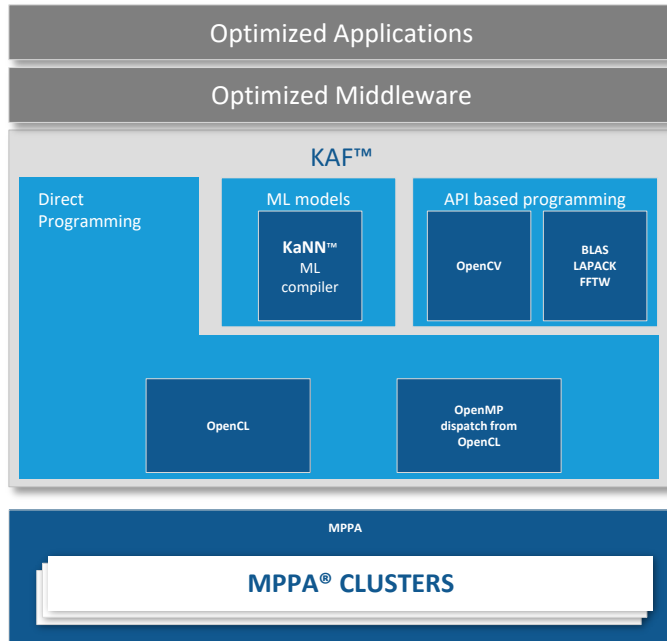 Optimized Applications
Optimized Middleware
KAF™
Direct
Programming
ML models
KaNN™
ML
compiler
API based programming
OpenCV
BLAS
LAPACK
FFTW
OpenCL
OpenMP
dispatch from
OpenCL
MPPA
MPPA® CLUSTERS